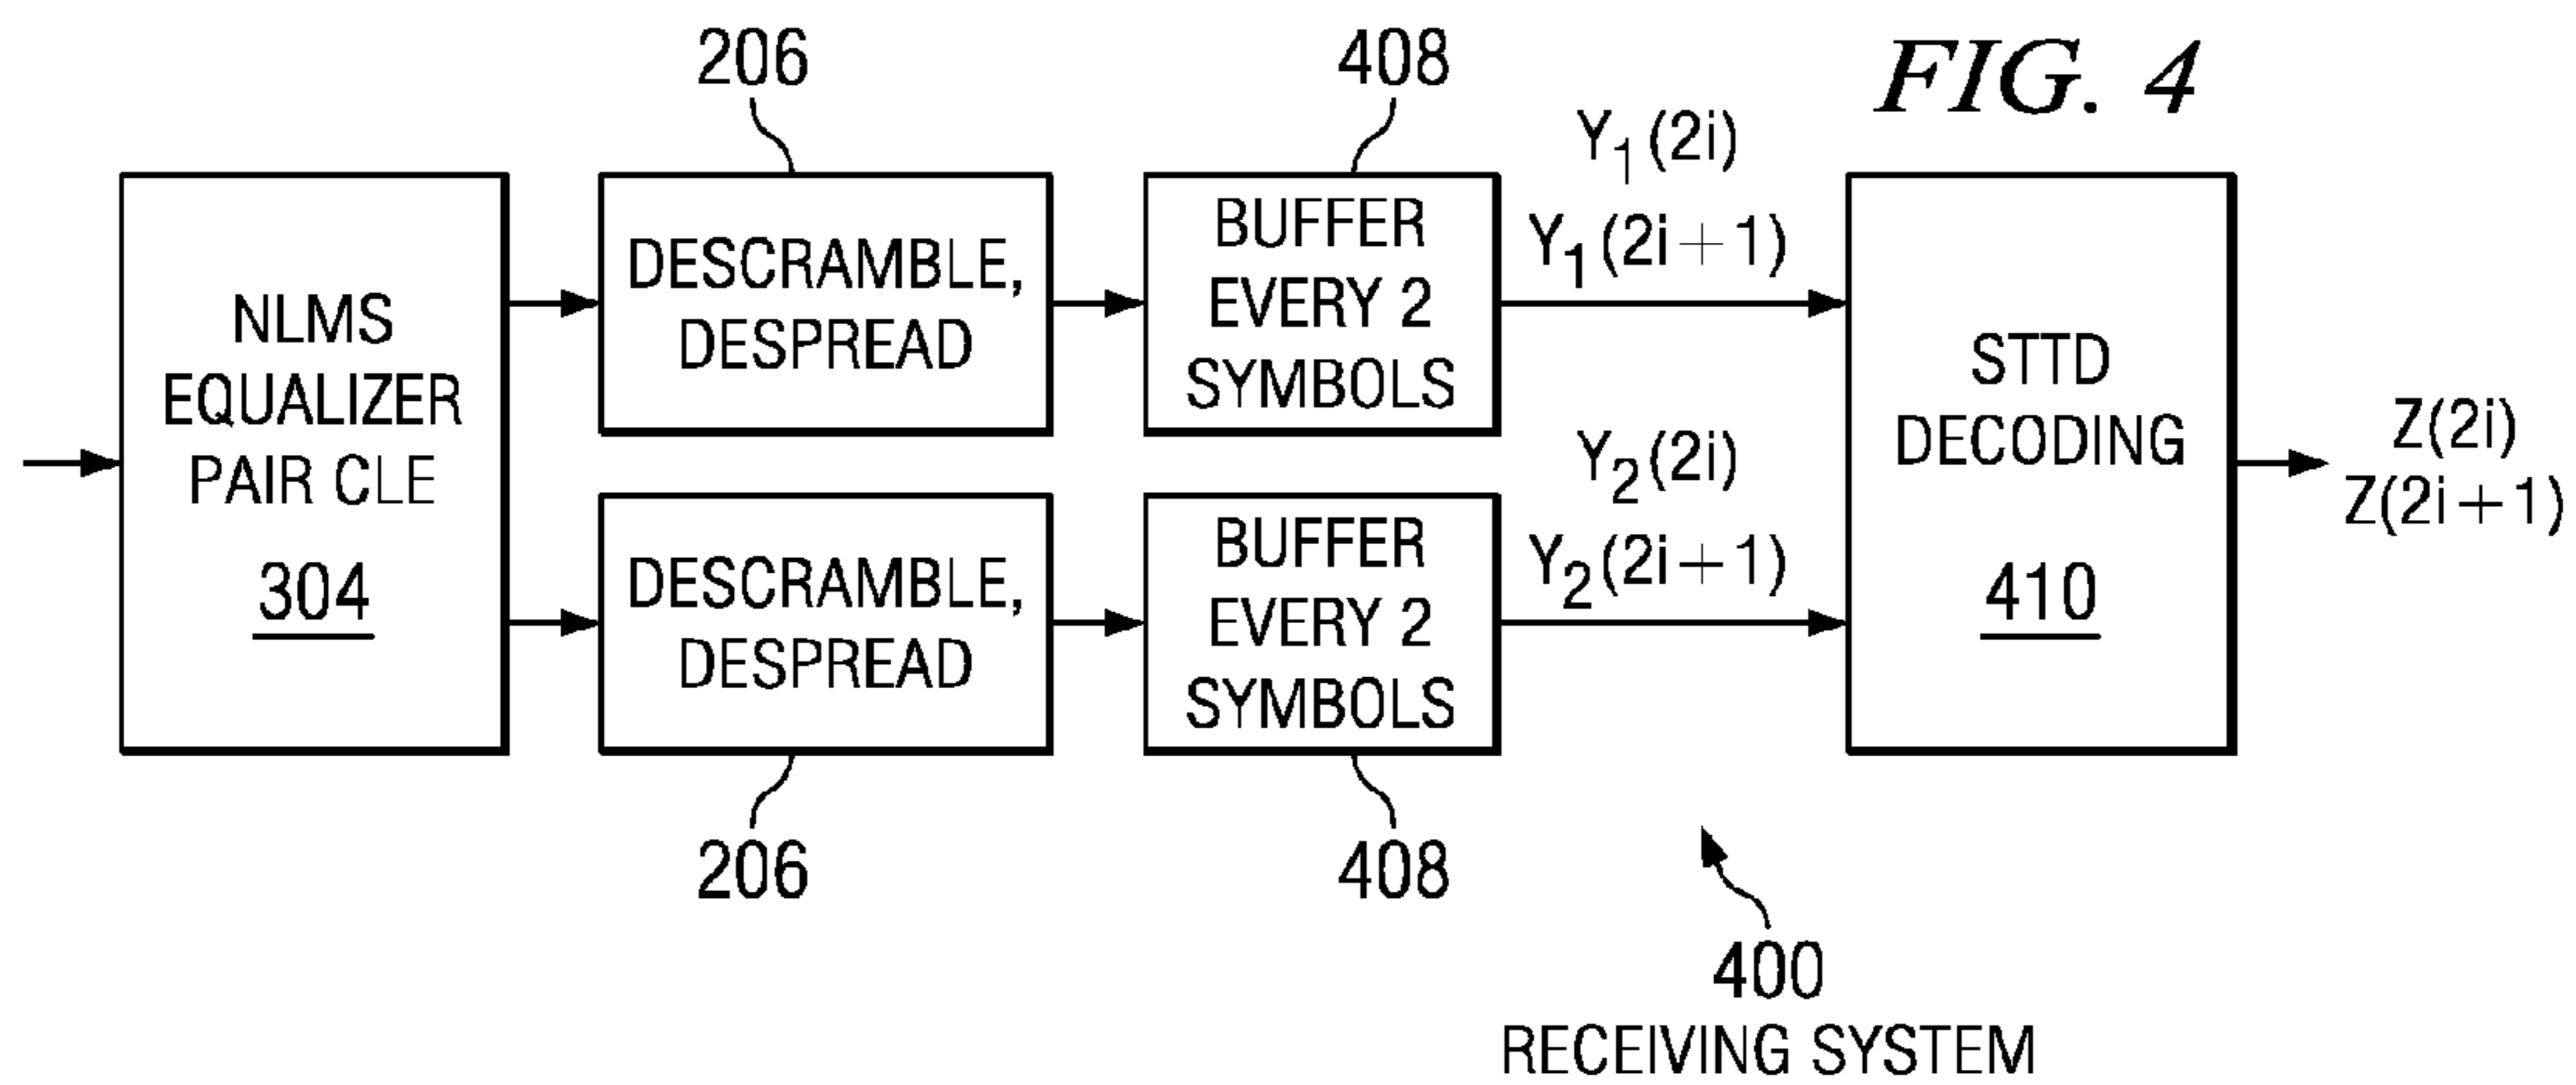 FIG. 4
206
408
NLMS
EQUALIZER
PAIR CLE
304
DESCRAMBLE,
DESPREAD
BUFFER
EVERY 2
SYMBOLS
Y1(2i)
Y1(2i+1)
DESCRAMBLE,
DESPREAD
BUFFER
EVERY 2
SYMBOLS
Y2(2i)
Y2(2i+1)
STTD
DECODING
410
Z(2i)
Z(2i+1)
206
408
400
RECEIVING SYSTEM